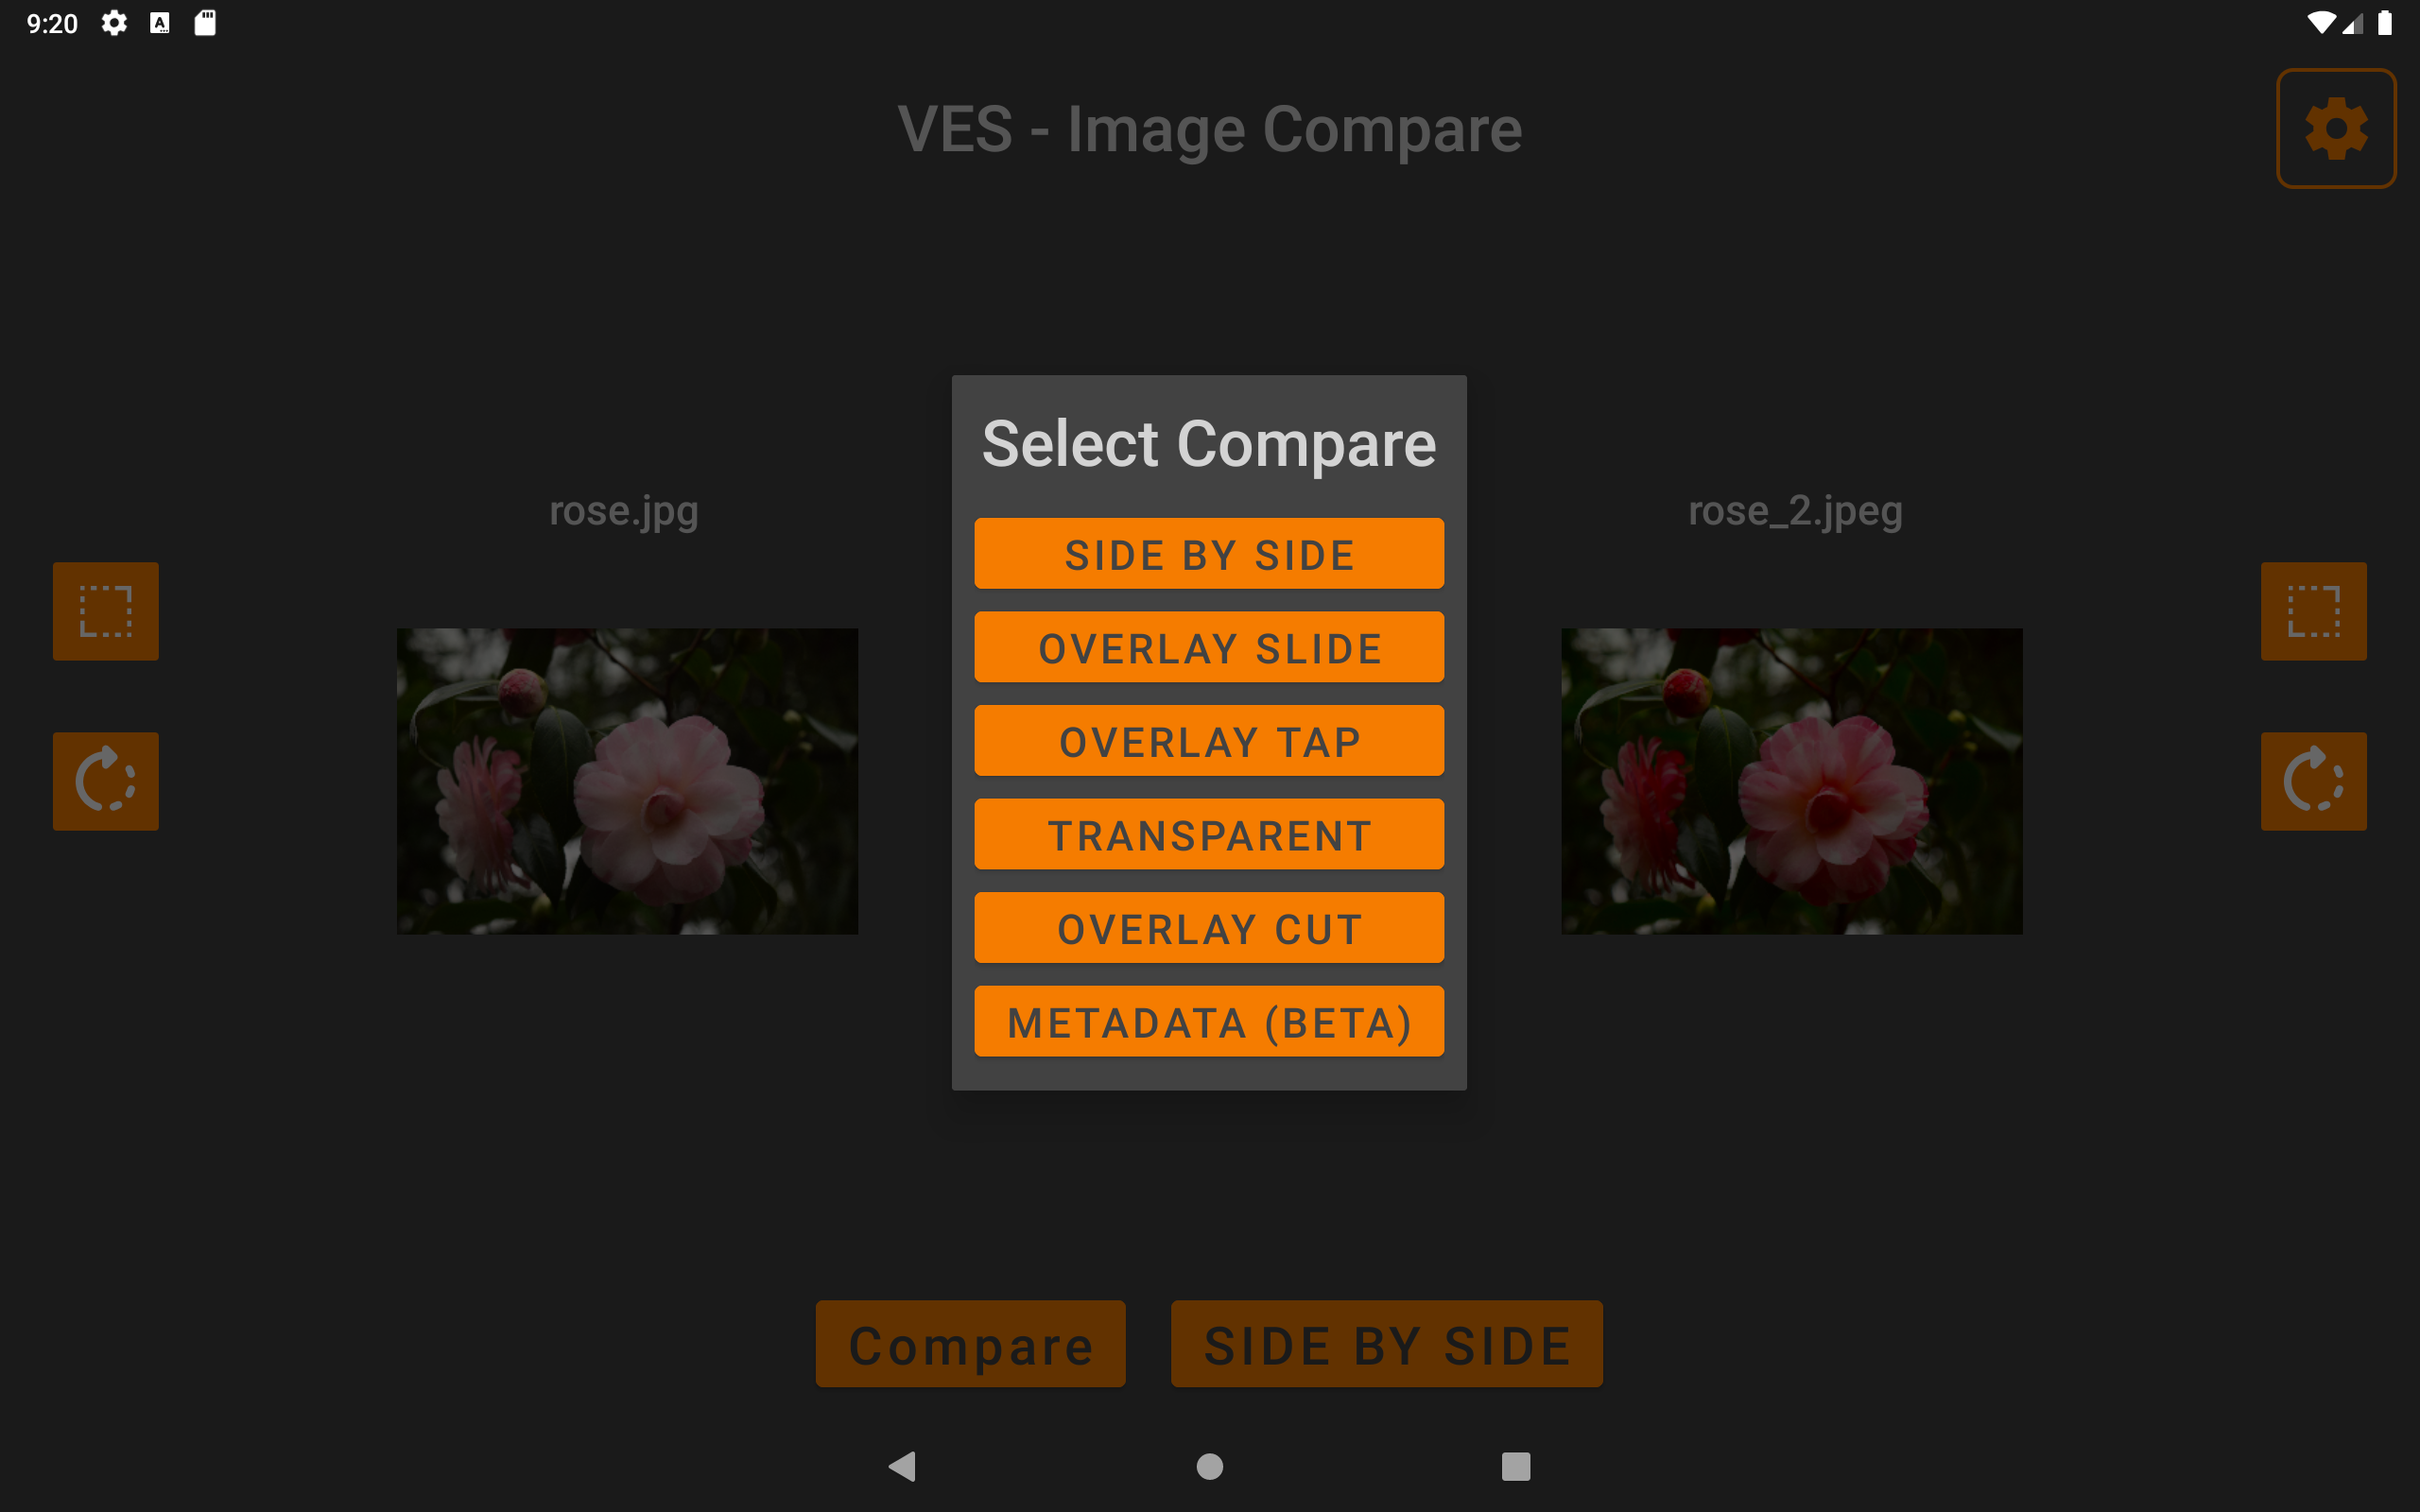 9:20
VES - Image Compare
Select Compare
rose.jpg
rose_2.jpeg
SIDE BY SIDE
OVERLAY SLIDE
OVERLAY TAP
TRANSPARENT
OVERLAY CUT
METADATA (BETA)
Compare
SIDE BY SIDE